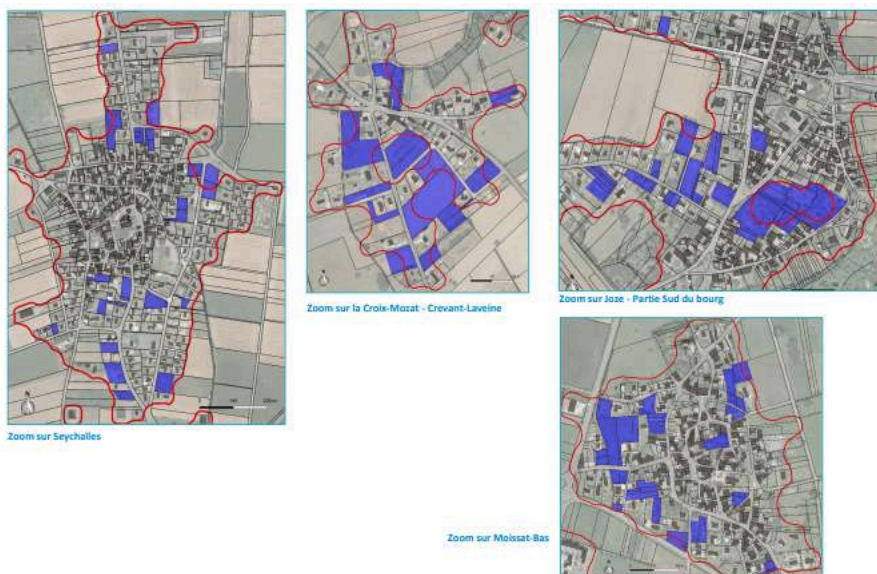 Zoom sur Seychalles
Zoom sur la Croix-Mozat - Crevant-Laveine
Zoom sur Joze - Partie Sud du bourg
Zoom sur Moissat-Bas